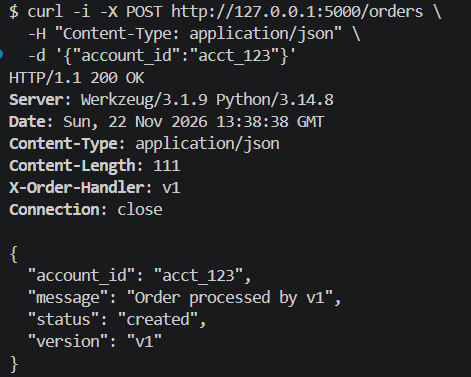 $ curl -i -X POST http://127.0.0.1:5000/orders \
  -H "Content-Type: application/json" \
  -d '{"account_id":"acct_123"}'
HTTP/1.1 200 OK
Server: Werkzeug/3.1.9 Python/3.14.8
Date: Sun, 22 Nov 2026 13:38:38 GMT
Content-Type: application/json
Content-Length: 111
X-Order-Handler: v1
Connection: close

{
  "account_id": "acct_123",
  "message": "Order processed by v1",
  "status": "created",
  "version": "v1"
}